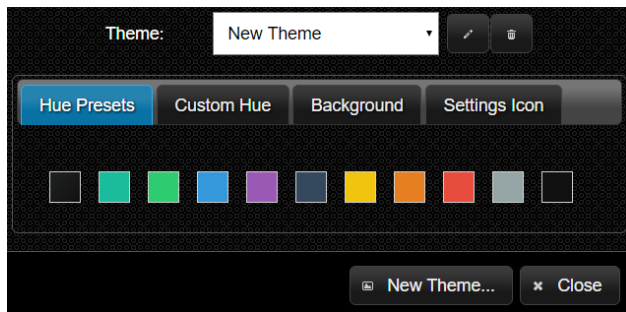 Theme: New Theme
Hue Presets Custom Hue Background Settings Icon
New Theme... Close